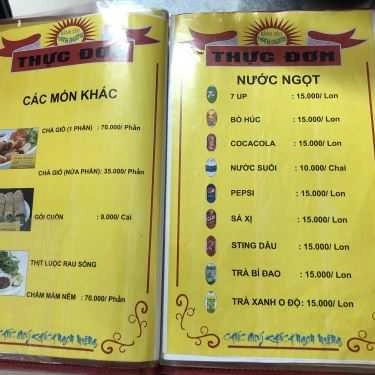 THỰC ĐƠN
CÁC MÓN KHÁC
CHẢ GIÒ (1 PHẦN) : 70.000/ Phần
CHẢ GIÒ (NỬA PHẦN): 35.000/ Phần
GỎI CUỐN : 9.000/ Cái
THỊT LUỘC RAU SỐNG
CHẤM MẮM NÊM : 70.000/ Phần
THỰC ĐƠN
NƯỚC NGỌT
7 UP : 15.000/ Lon
BÒ HÚC : 15.000/ Lon
COCACOLA : 15.000/ Lon
NƯỚC SUỐI : 10.000/ Chai
PEPSI : 15.000/ Lon
SÁ XỊ : 15.000/ Lon
STING DÂU : 15.000/ Lon
TRÀ BÍ ĐAO : 15.000/ Lon
TRÀ XANH O ĐỘ: 15.000/ Lon